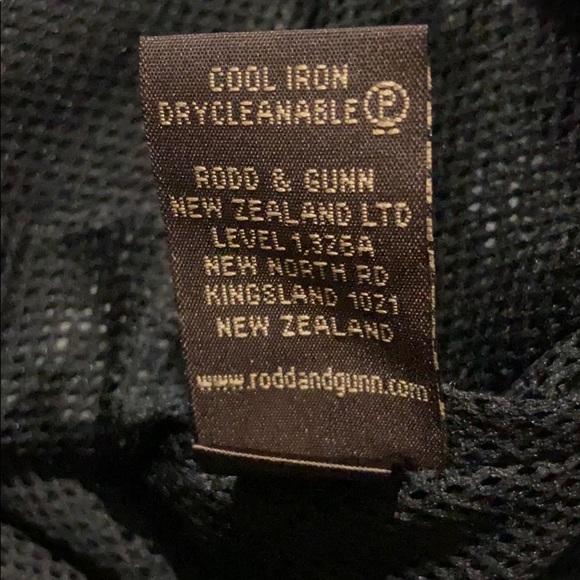 COOL IRON
DRYCLEANABLE Ⓟ
RODD & GUNN
NEW ZEALAND LTD
LEVEL 1,326A
NEW NORTH RD
KINGSLAND 1021
NEW ZEALAND
www.roddandgunn.com